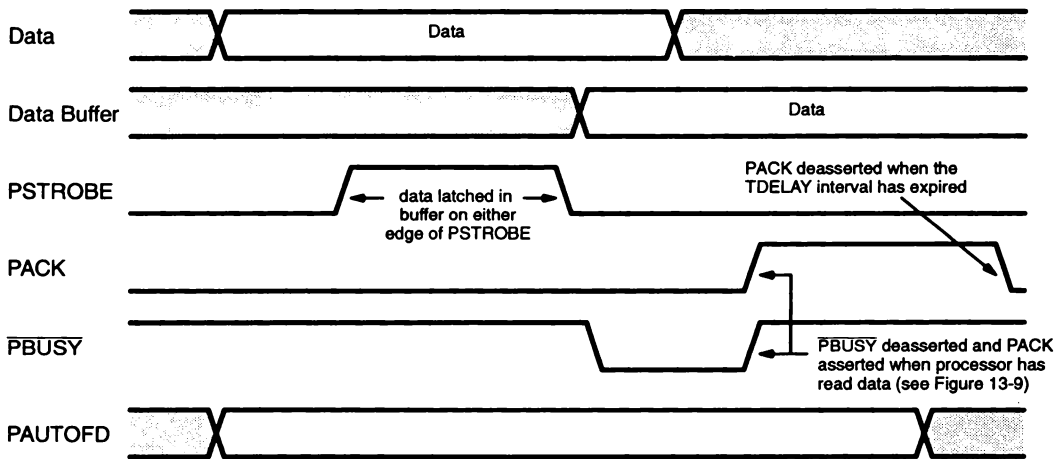 Data
Data
Data Buffer
Data
PSTROBE
data latched in
buffer on either
edge of PSTROBE
PACK deasserted when the
TDELAY interval has expired
PACK
PBUSY
PBUSY deasserted and PACK
asserted when processor has
read data (see Figure 13-9)
PAUTOFD